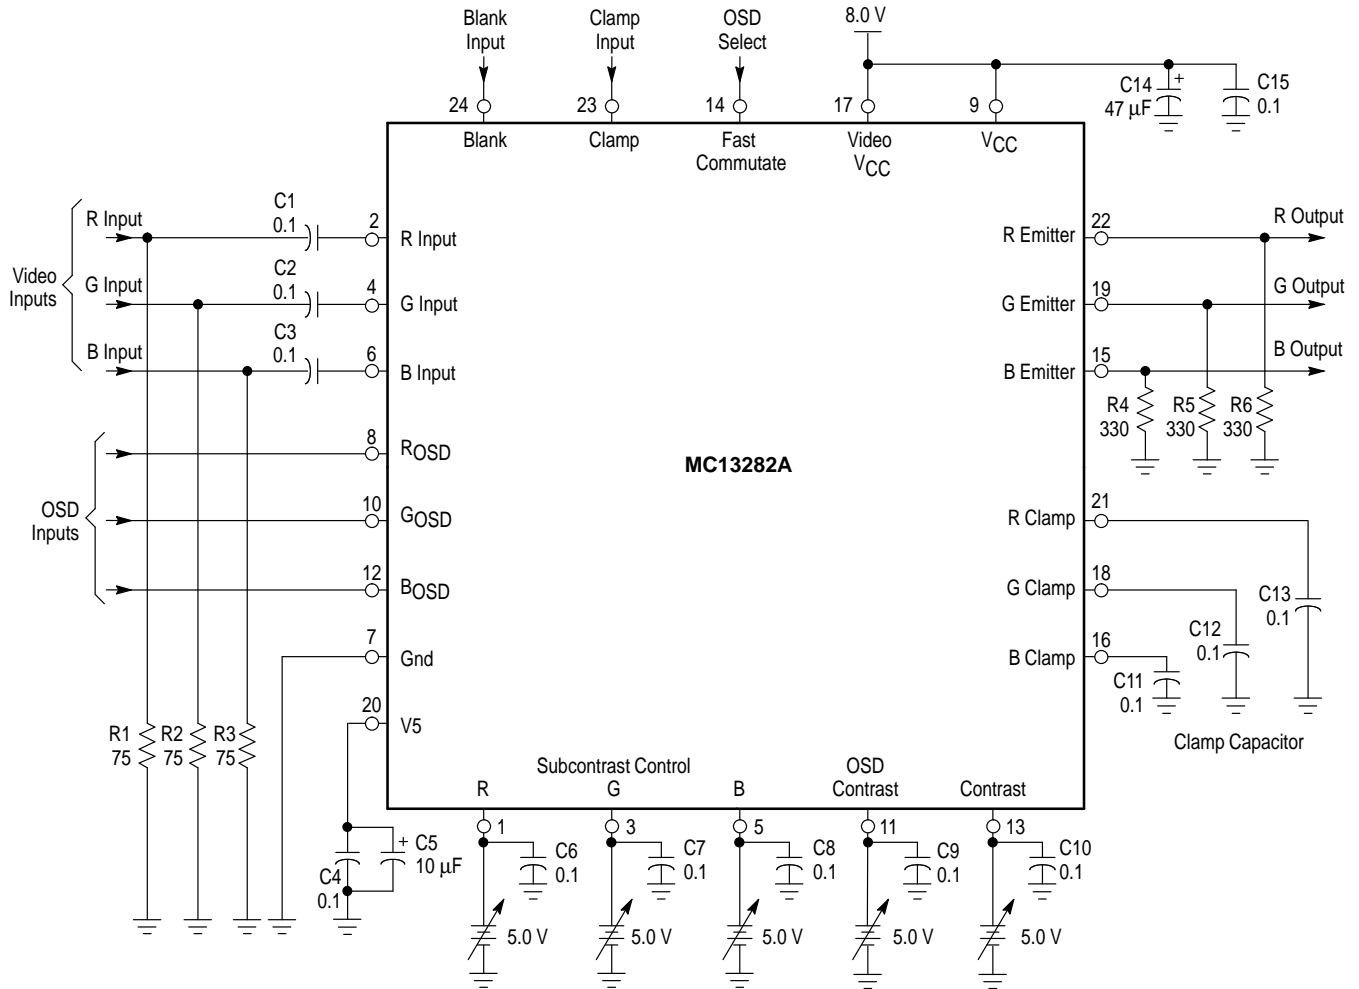 Blank
Input
Clamp
Input
OSD
Select
8.0 V
24
23
14
17
9
C14
+
47 µF
C15
0.1
Blank
Clamp
Fast
Commutate
Video
VCC
VCC
Video
Inputs
R Input
C1
0.1
2
R Input
G Input
C2
0.1
4
G Input
B Input
C3
0.1
6
B Input
R Emitter
22
R Output
G Emitter
19
G Output
B Emitter
15
B Output
R4
330
R5
330
R6
330
OSD
Inputs
8
ROSD
10
GOSD
12
BOSD
MC13282A
7
Gnd
20
V5
R Clamp
21
G Clamp
18
B Clamp
16
C13
0.1
C12
0.1
C11
0.1
Clamp Capacitor
R1
75
R2
75
R3
75
Subcontrast Control
R
G
B
OSD
Contrast
Contrast
1
3
5
11
13
C4
0.1
+
C5
10 µF
C6
0.1
C7
0.1
C8
0.1
C9
0.1
C10
0.1
5.0 V
5.0 V
5.0 V
5.0 V
5.0 V